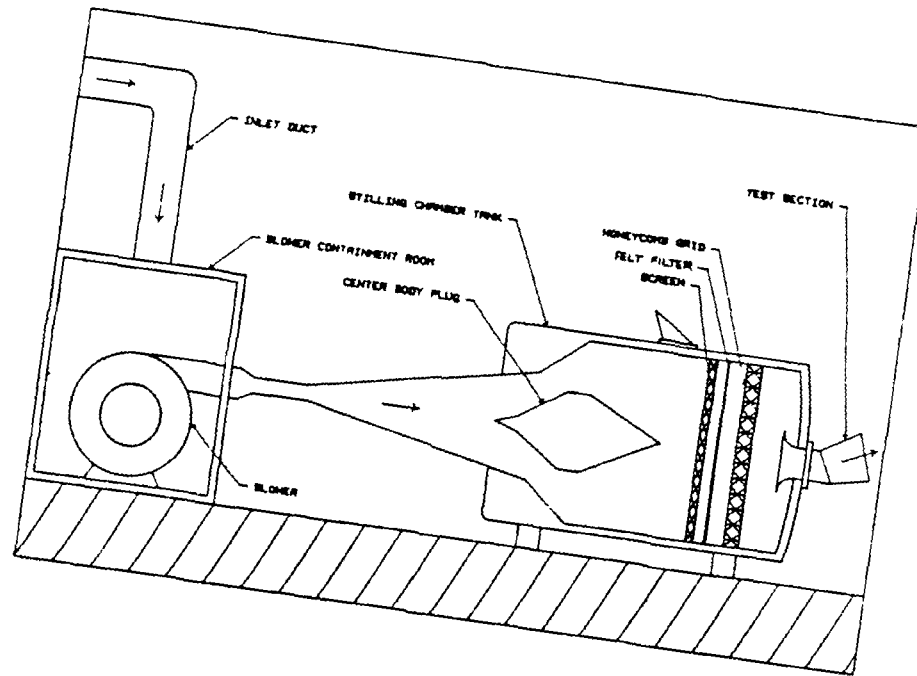 INLET DUCT
TEST SECTION
STILLING CHAMBER TANK
HONEYCOMB GRID
BLOWER CONTAINMENT ROOM
FELT FILTER
CENTER BODY PLUG
SCREEN
BLOWER